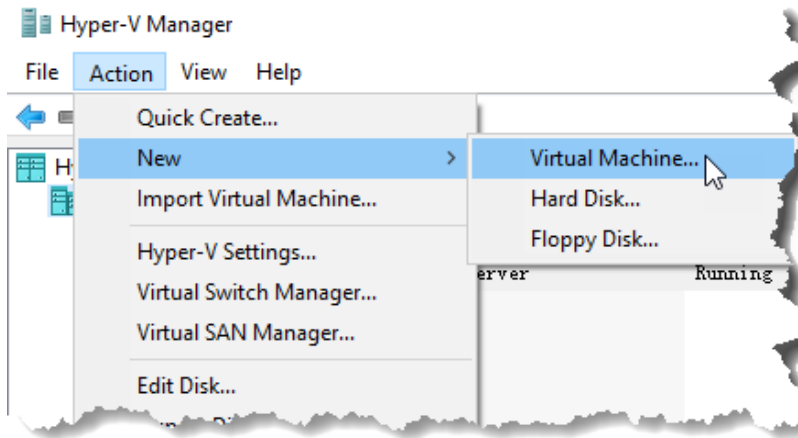 Hyper-V Manager
File Action View Help
Quick Create...
New > Virtual Machine...
Import Virtual Machine... Hard Disk...
Floppy Disk...
Hyper-V Settings...
erver Running
Virtual Switch Manager...
Virtual SAN Manager...
Edit Disk...